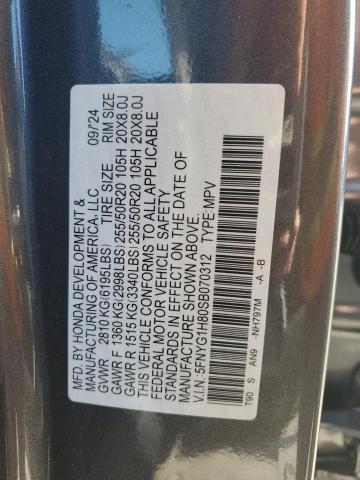 MFD. BY HONDA DEVELOPMENT &
MANUFACTURING OF AMERICA, LLC 09/24
GVWR 2810 KG(6195LBS) TIRE SIZE RIM SIZE
GAWR F 1360 KG(2998LBS) 255/50R20 105H 20X8.0J
GAWR R 1515 KG(3340LBS) 255/50R20 105H 20X8.0J
THIS VEHICLE CONFORMS TO ALL APPLICABLE
FEDERAL MOTOR VEHICLE SAFETY
STANDARDS IN EFFECT ON THE DATE OF
MANUFACTURE SHOWN ABOVE.
V.I.N.:5FNYG1H80SB070312 TYPE:MPV
T90 S AN9 -NH797M -A -B